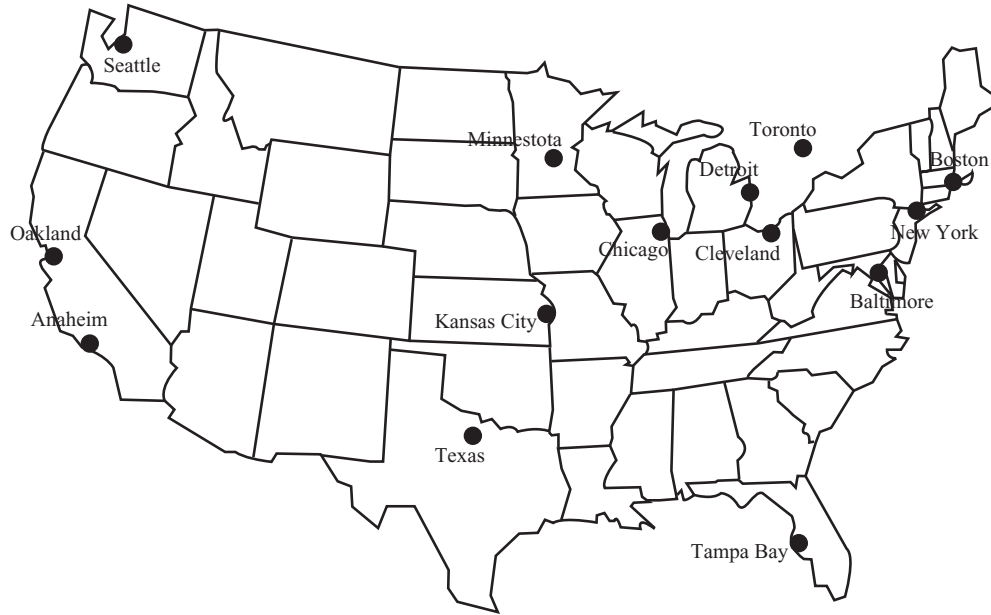 Seattle
Minnestota
Toronto
Boston
Detroit
Oakland
Chicago
Cleveland
New York
Baltimore
Anaheim
Kansas City
Texas
Tampa Bay